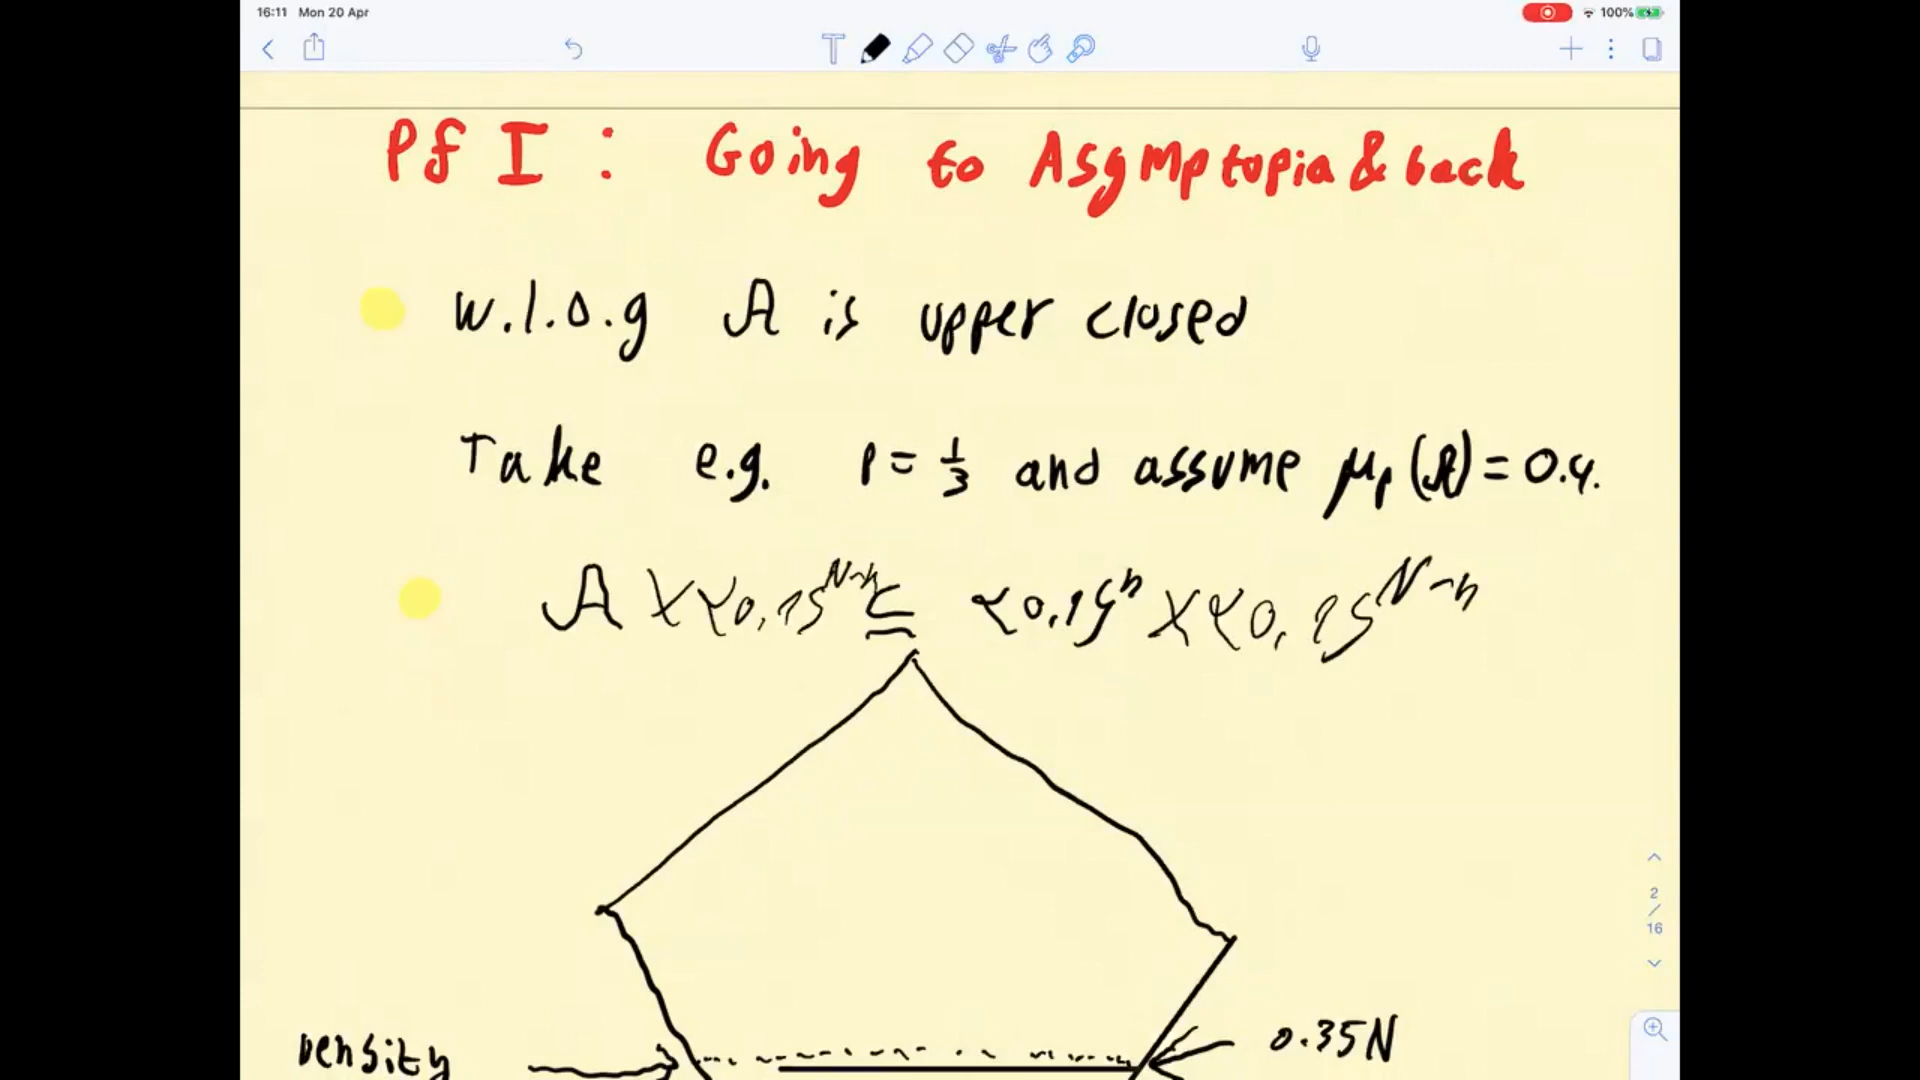 16:11 Mon 20 Apr
100%
Pf I : Going to Asymptopia & back
w.l.o.g A is upper closed
Take e.g. p = 1/3 and assume μp(A) = 0.4.
A × {0,1}^N-n ⊆ {0,1}^n × {0,1}^N-n
0.35N
Density
2
/
16